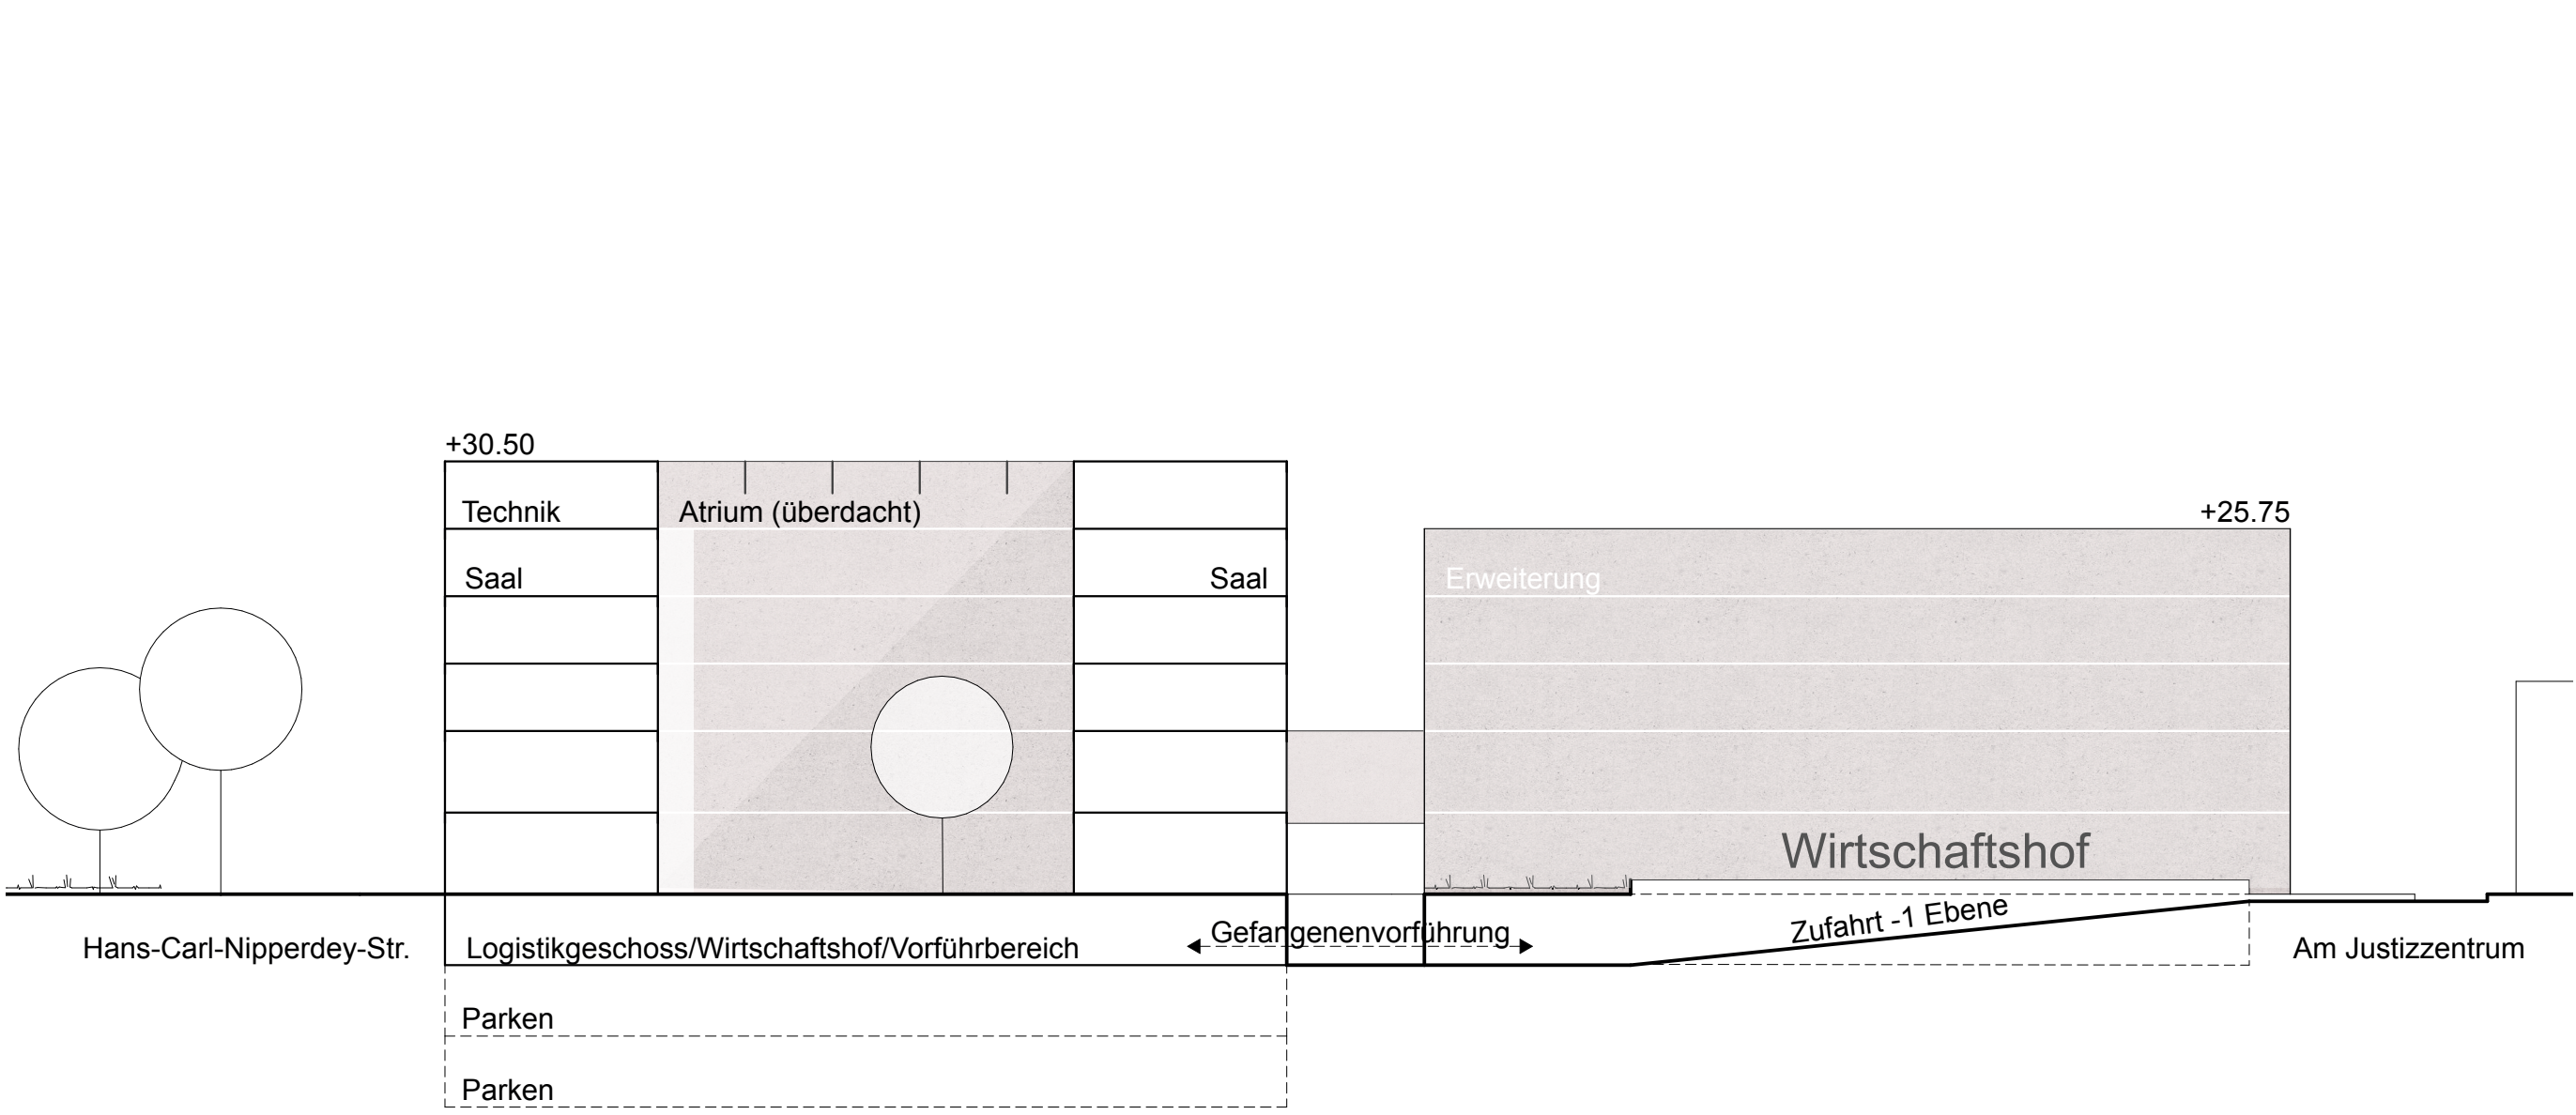 +30.50
Technik
Atrium (überdacht)
+25.75
Saal
Saal
Erweiterung
Wirtschaftshof
Zufahrt -1 Ebene
Gefangenenvorführung
Hans-Carl-Nipperdey-Str.
Logistikgeschoss/Wirtschaftshof/Vorführbereich
Am Justizzentrum
Parken
Parken